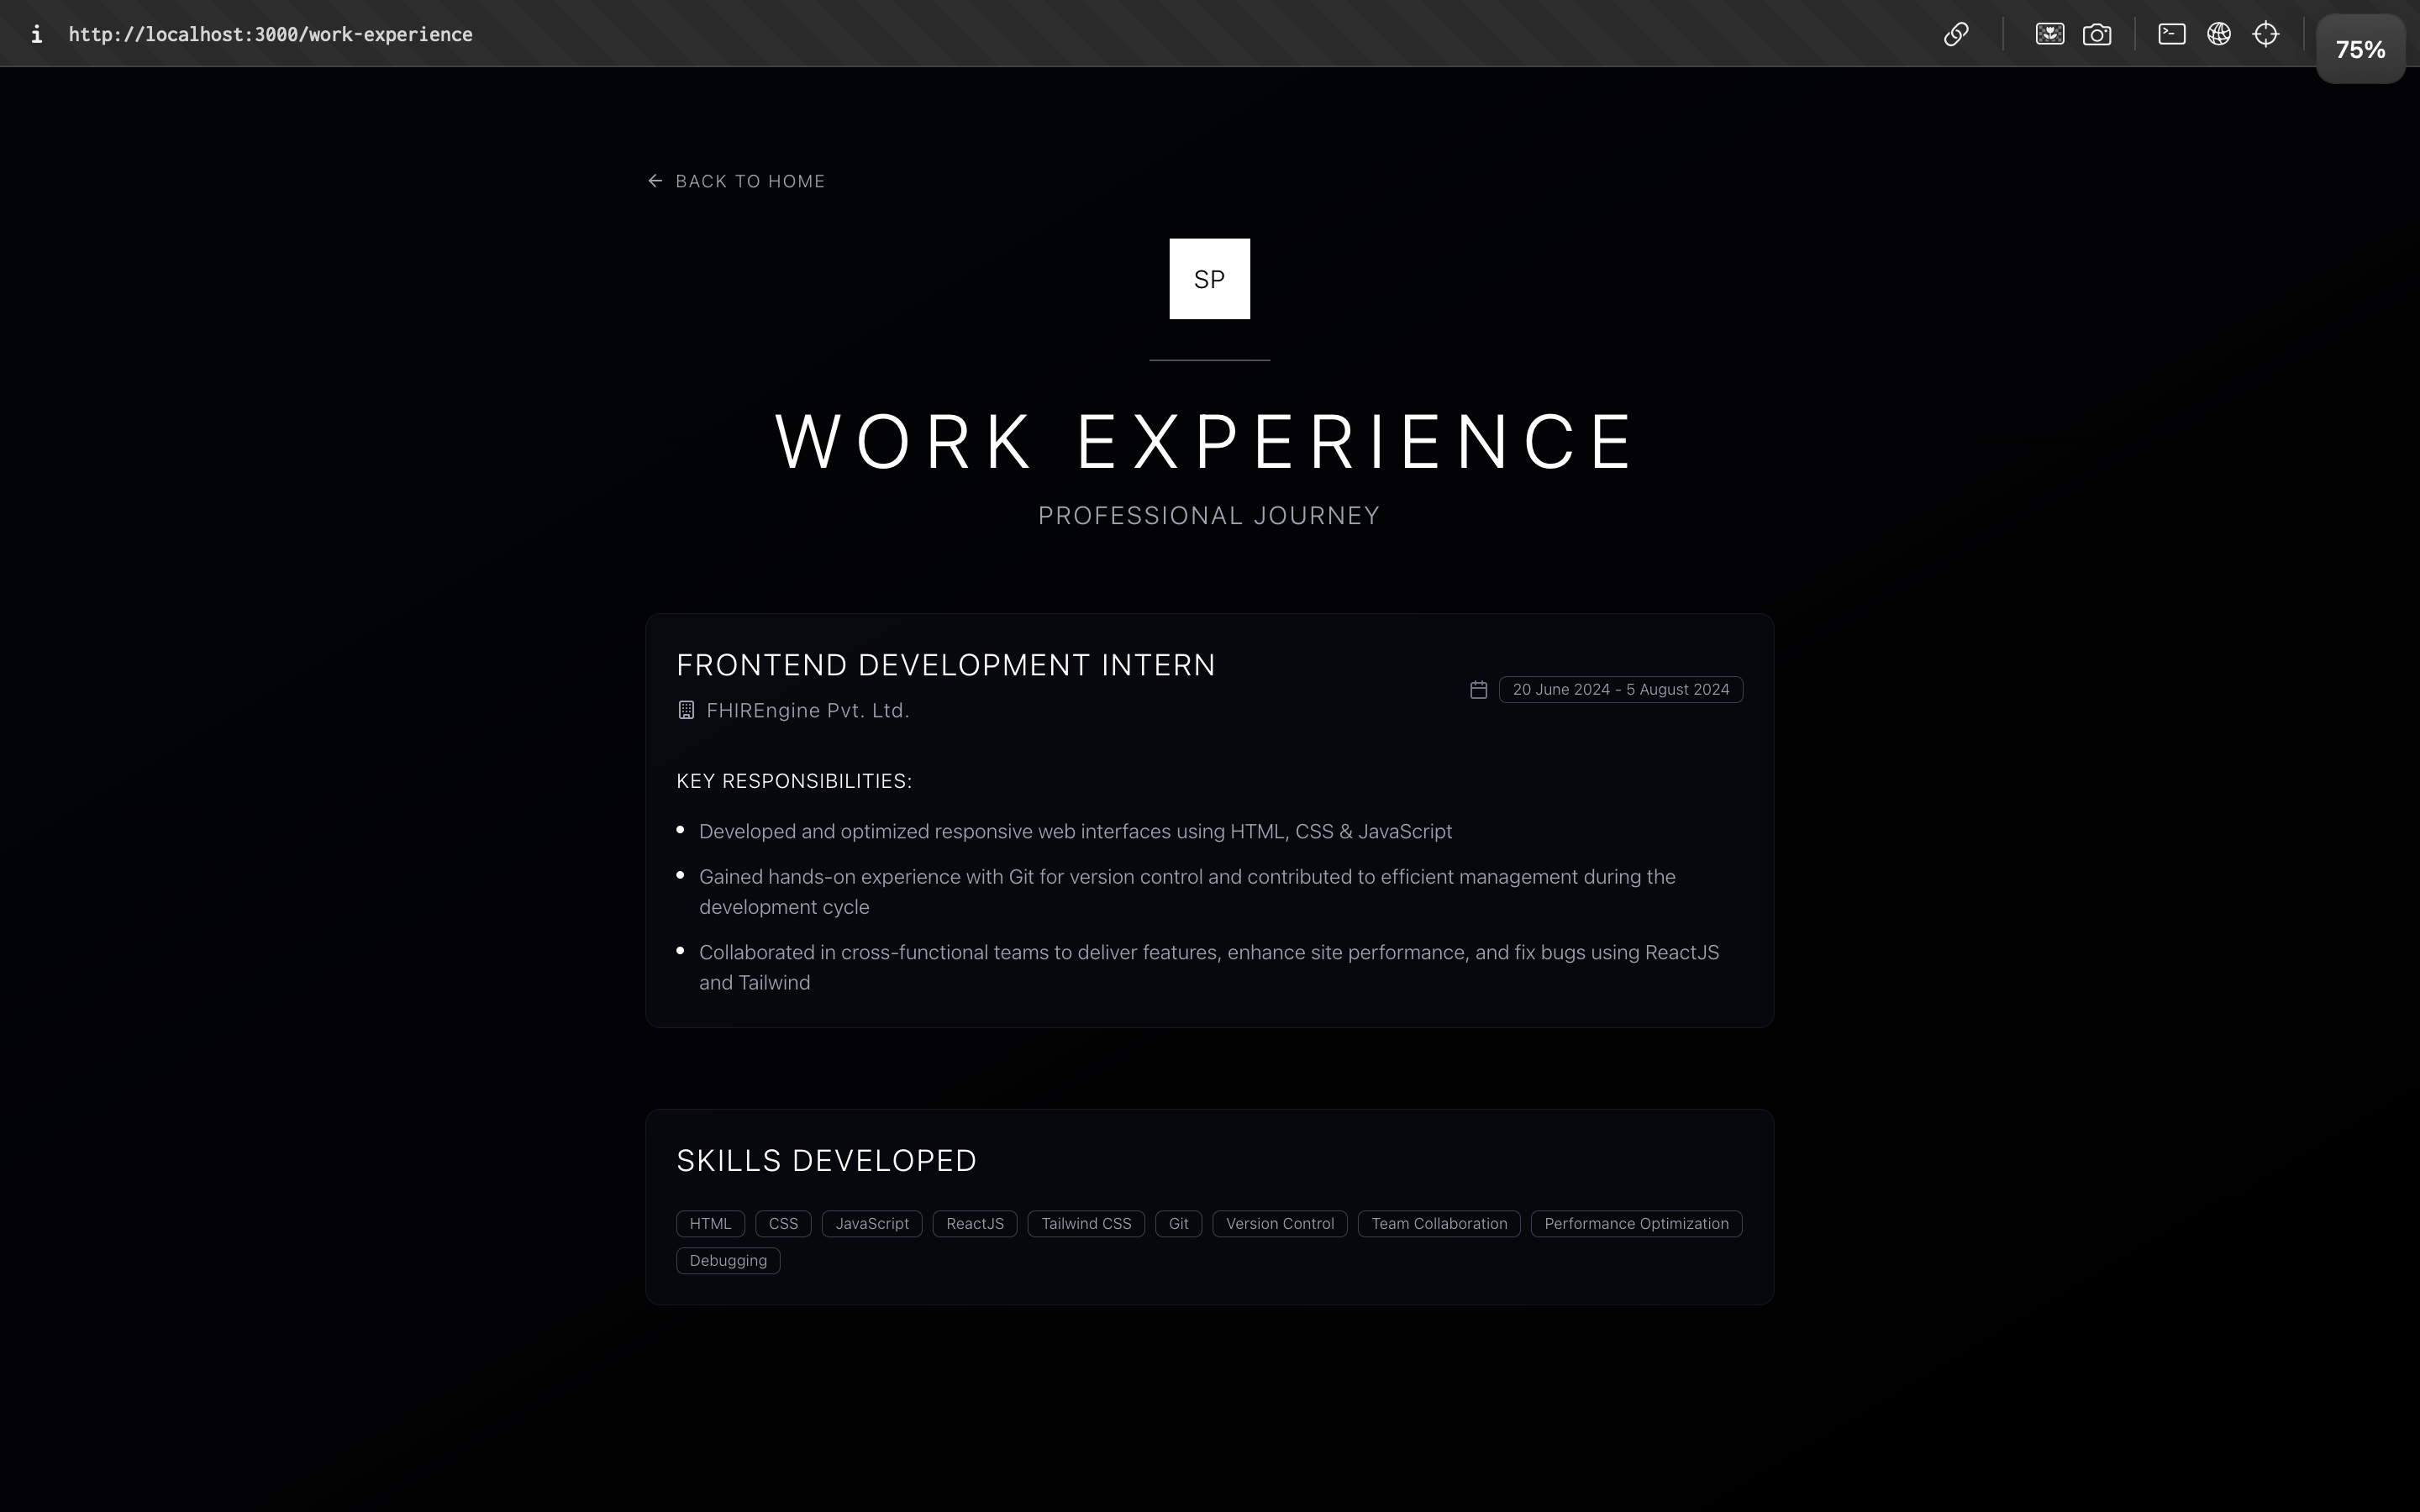 i http://localhost:3000/work-experience
75%
BACK TO HOME
SP
WORK EXPERIENCE
PROFESSIONAL JOURNEY
FRONTEND DEVELOPMENT INTERN
20 June 2024 - 5 August 2024
FHIREngine Pvt. Ltd.
KEY RESPONSIBILITIES:
Developed and optimized responsive web interfaces using HTML, CSS & JavaScript
Gained hands-on experience with Git for version control and contributed to efficient management during the
development cycle
Collaborated in cross-functional teams to deliver features, enhance site performance, and fix bugs using ReactJS
and Tailwind
SKILLS DEVELOPED
HTML CSS JavaScript ReactJS Tailwind CSS Git Version Control Team Collaboration Performance Optimization
Debugging